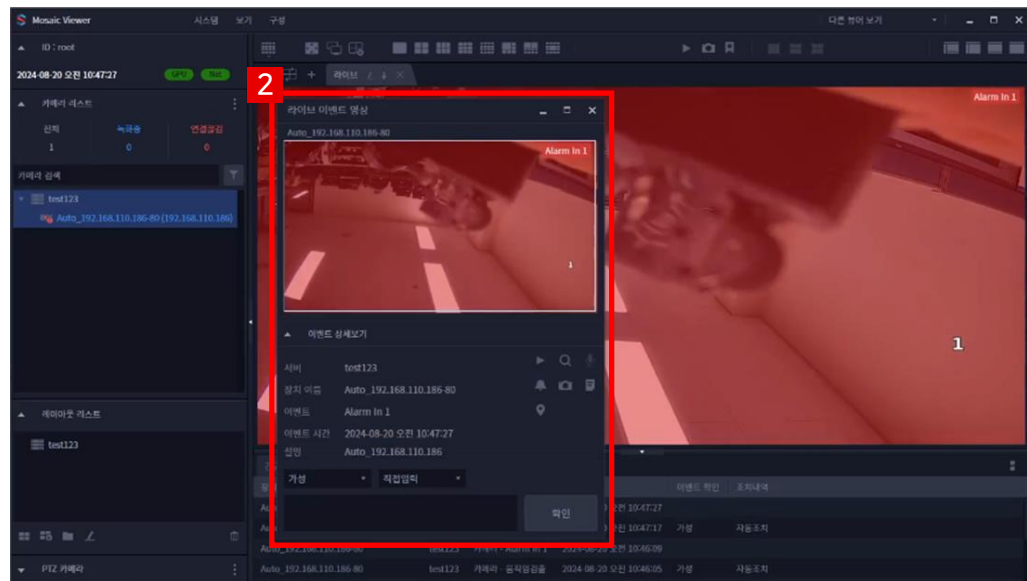 Mosaic Viewer 시스템 보기 구성 다른 뷰어 보기
ID : root
2024-08-20 오전 10:47:27 GPU Net
라이브
2
카메라 리스트
전체 녹화중 연결끊김
1 0 0
카메라 검색
test123
Auto_192.168.110.186-80 (192.168.110.186)
레이아웃 리스트
test123
PTZ 카메라
라이브 이벤트 영상
Auto_192.168.110.186-80
Alarm In 1
1
이벤트 상세보기
서버 test123
장치 이름 Auto_192.168.110.186-80
이벤트 Alarm In 1
이벤트 시간 2024-08-20 오전 10:47:27
설명 Auto_192.168.110.186
가성 직접입력
확인
Alarm In 1
1
이벤트 확인 조치내역
오전 10:47:27
오전 10:47:17 가성 자동조치
Auto_192.168.110.186-80 test123 카메라 - Alarm In 1 2024-08-20 오전 10:46:09
Auto_192.168.110.186-80 test123 카메라 - 움직임검출 2024-08-20 오전 10:46:05 가성 자동조치